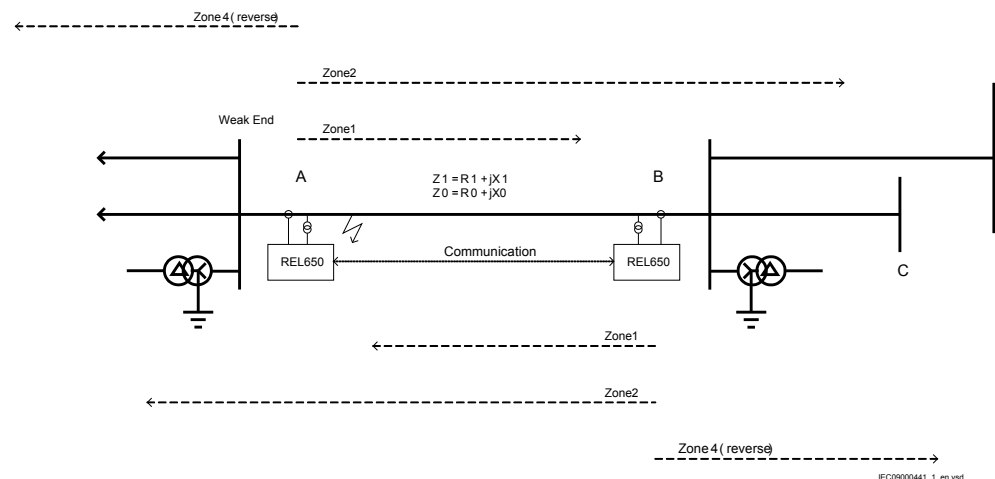 Zone4(reverse)
Zone2
Weak End
Zone1
A
Z1=R1+jX1
B
Z0=R0+jX0
Communication
REL650
REL650
C
Zone1
Zone2
Zone4(reverse)
IEC09000441_1_en.vsd